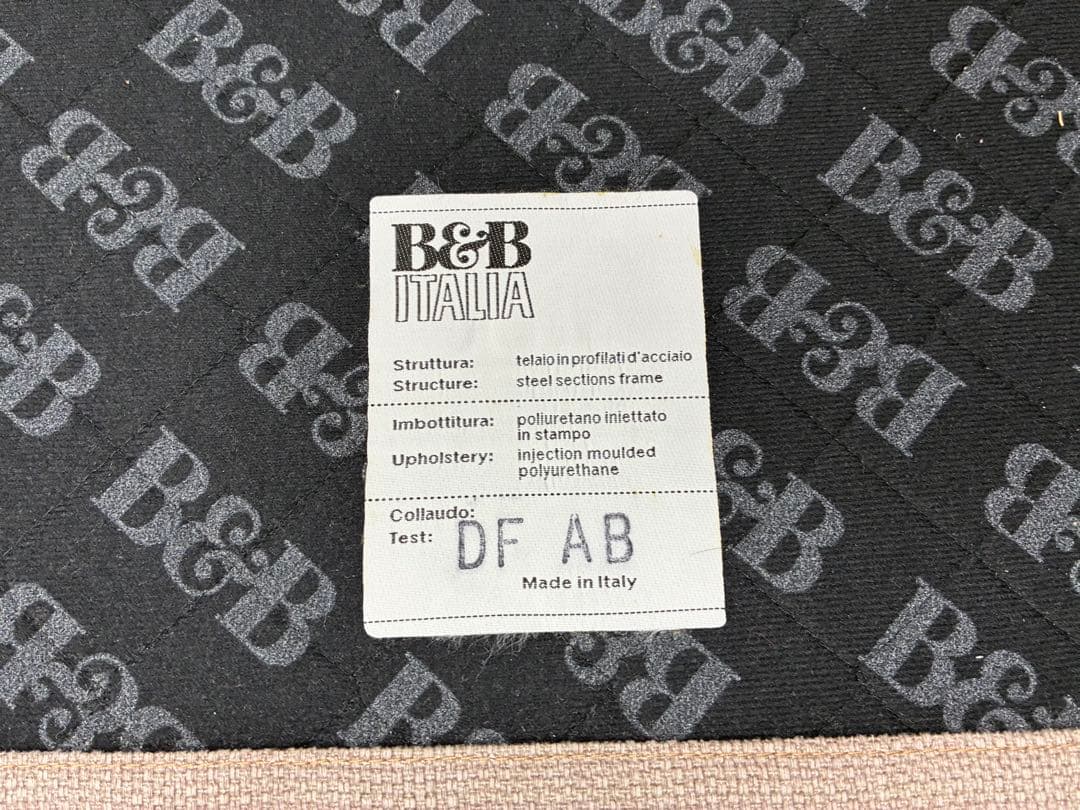 B&B
ITALIA
Struttura: telaio in profilati d'acciaio
Structure: steel sections frame
Imbottitura: poliuretano iniettato
in stampo
Upholstery: injection moulded
polyurethane
Collaudo:
Test: DF AB
Made in Italy
B&B
B&B
B&B
B&B
B&B
B&B
B&B
B&B
B&B
B&B
B&B
B&B